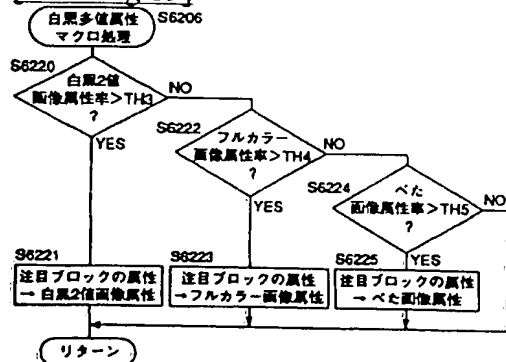 白黒多値属性
マクロ処理
S6206
S6220
白黒2値
画像属性率>TH3
?
NO
YES
S6222
フルカラー
画像属性率>TH4
?
NO
YES
S6224
べた
画像属性率>TH5
?
NO
YES
S6221
注目ブロックの属性
→ 白黒2値画像属性
S6223
注目ブロックの属性
→フルカラー画像属性
S6225
注目ブロックの属性
→ べた画像属性
リターン